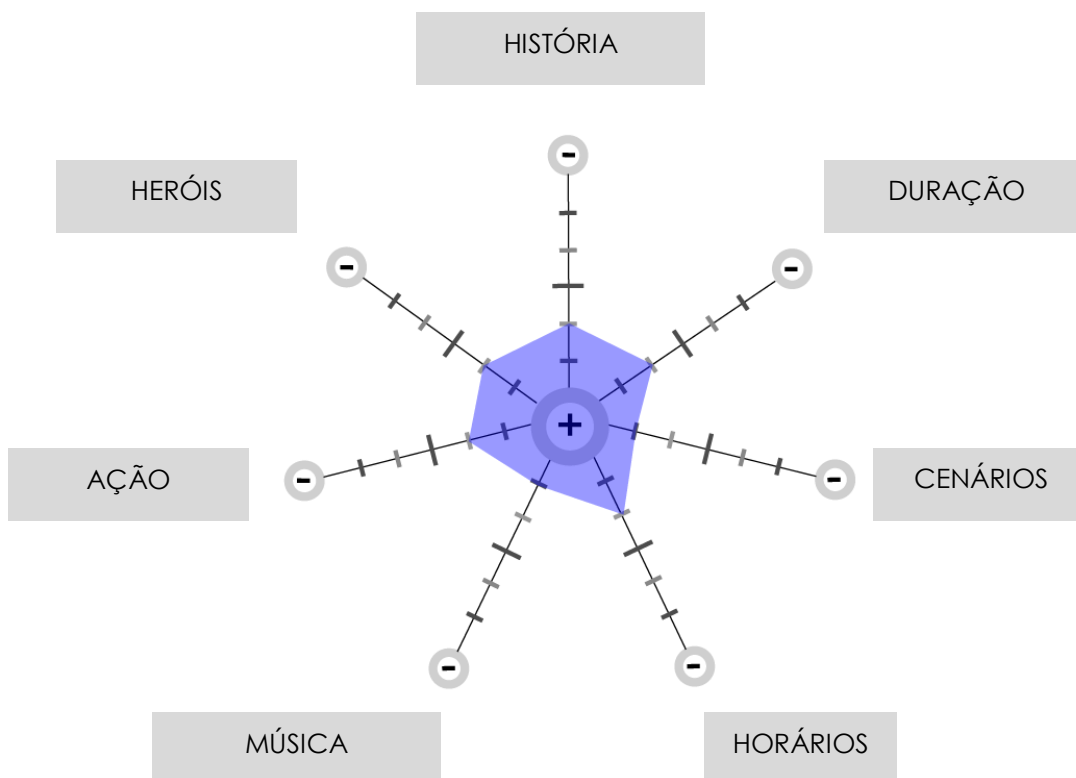 HISTÓRIA
HERÓIS
DURAÇÃO
AÇÃO
CENÁRIOS
MÚSICA
HORÁRIOS
-
-
-
-
-
-
-
+